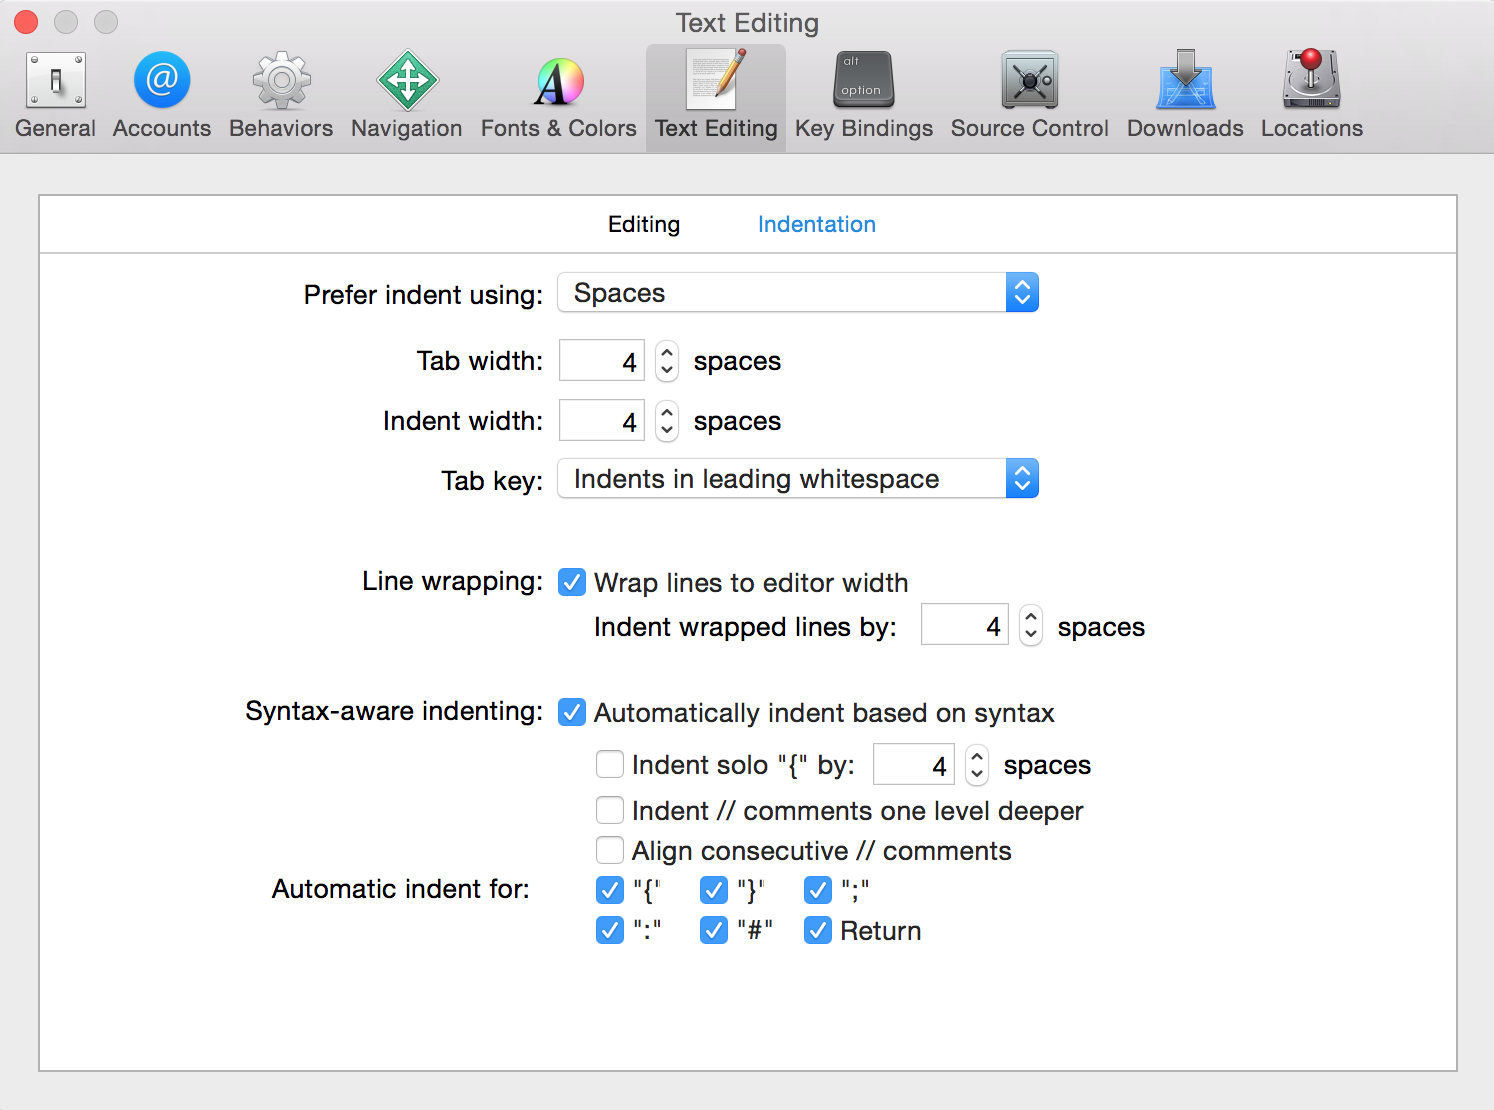 Text Editing
alt
option
General Accounts Behaviors Navigation Fonts & Colors Text Editing Key Bindings Source Control Downloads Locations
Editing Indentation
Prefer indent using: Spaces
Tab width: 4 spaces
Indent width: 4 spaces
Tab key: Indents in leading whitespace
Line wrapping: Wrap lines to editor width
Indent wrapped lines by: 4 spaces
Syntax-aware indenting: Automatically indent based on syntax
Indent solo "{" by: 4 spaces
Indent // comments one level deeper
Align consecutive // comments
Automatic indent for: "{" "}" ";"
":" "#" Return